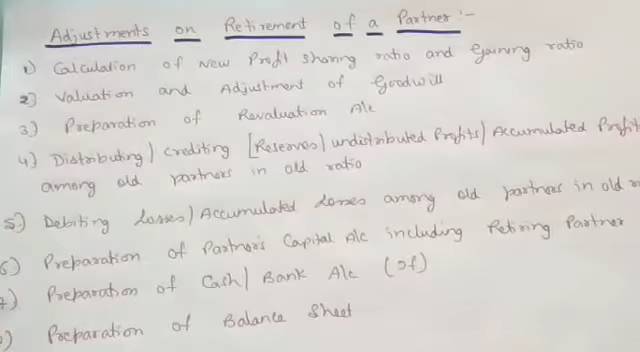 Adjustments on Retirement of a Partner :-
1) Calculation of New Profit sharing ratio and gaining ratio
2) Valuation and Adjustment of Goodwill
3) Preparation of Revaluation A/c
4) Distributing / crediting [Reserves / undistributed Profits / Accumulated Profit
among old partners in old ratio
5) Debiting losses / Accumulated losses among old partners in old
6) Preparation of Partner's Capital A/c including Retiring Partner
7) Preparation of Cash / Bank A/c (If)
) Preparation of Balance Sheet